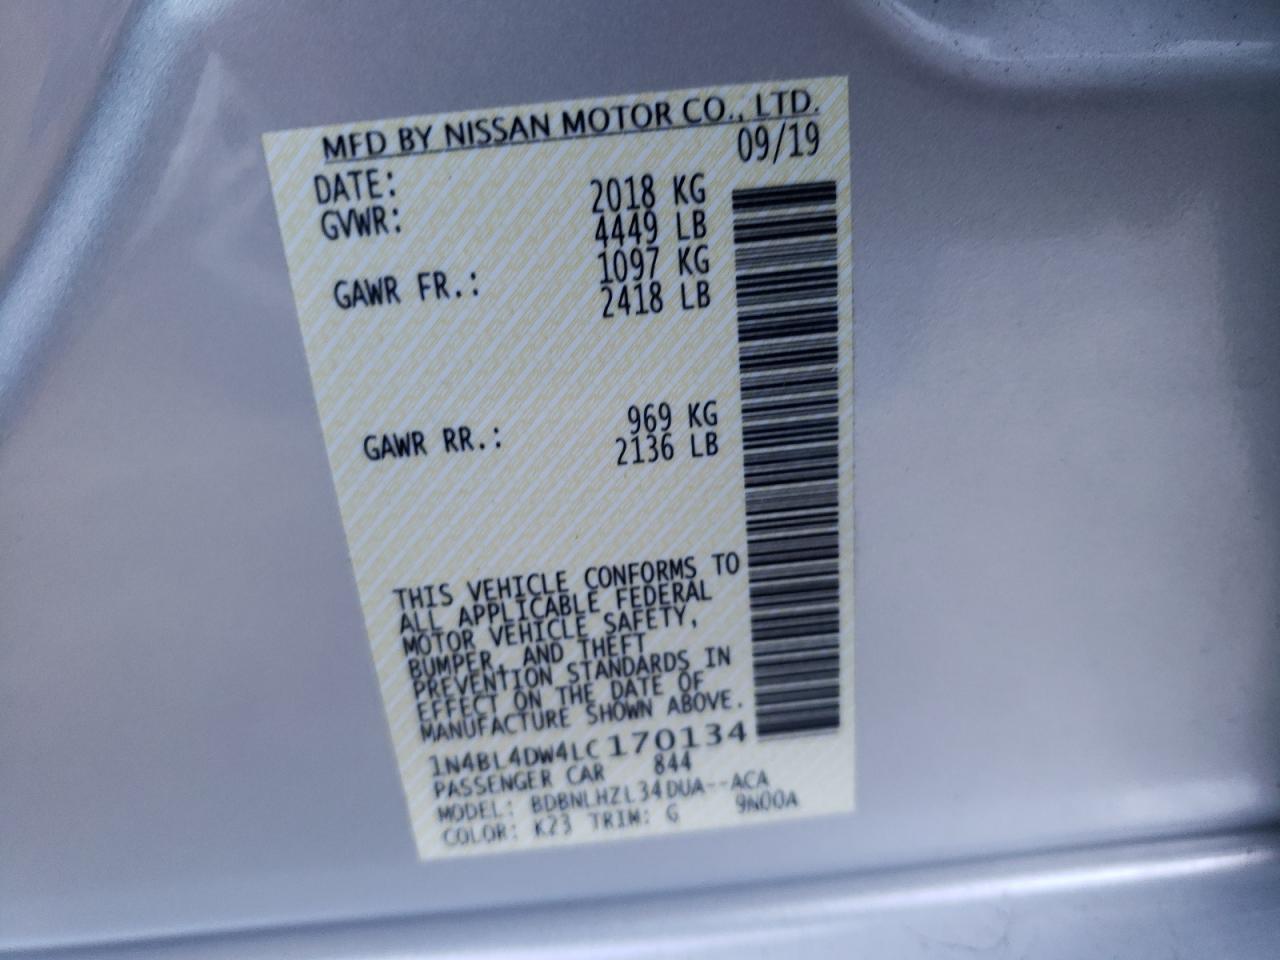 MFD BY NISSAN MOTOR CO., LTD.
DATE: 09/19
GVWR: 2018 KG
4449 LB
GAWR FR.: 1097 KG
2418 LB
GAWR RR.: 969 KG
2136 LB
THIS VEHICLE CONFORMS TO
ALL APPLICABLE FEDERAL
MOTOR VEHICLE SAFETY,
BUMPER, AND THEFT
PREVENTION STANDARDS IN
EFFECT ON THE DATE OF
MANUFACTURE SHOWN ABOVE.
1N4BL4DW4LC170134
PASSENGER CAR 844
MODEL: BDBNLHZL34DUA--ACA
COLOR: K23 TRIM: G 9N00A